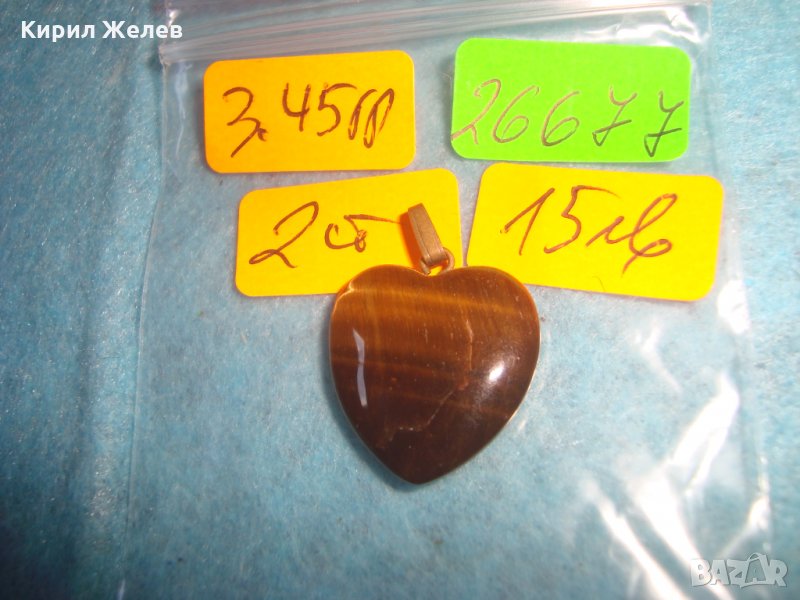 Кирил Желев
3.45гр
26677
2см
15лв
BAZAR